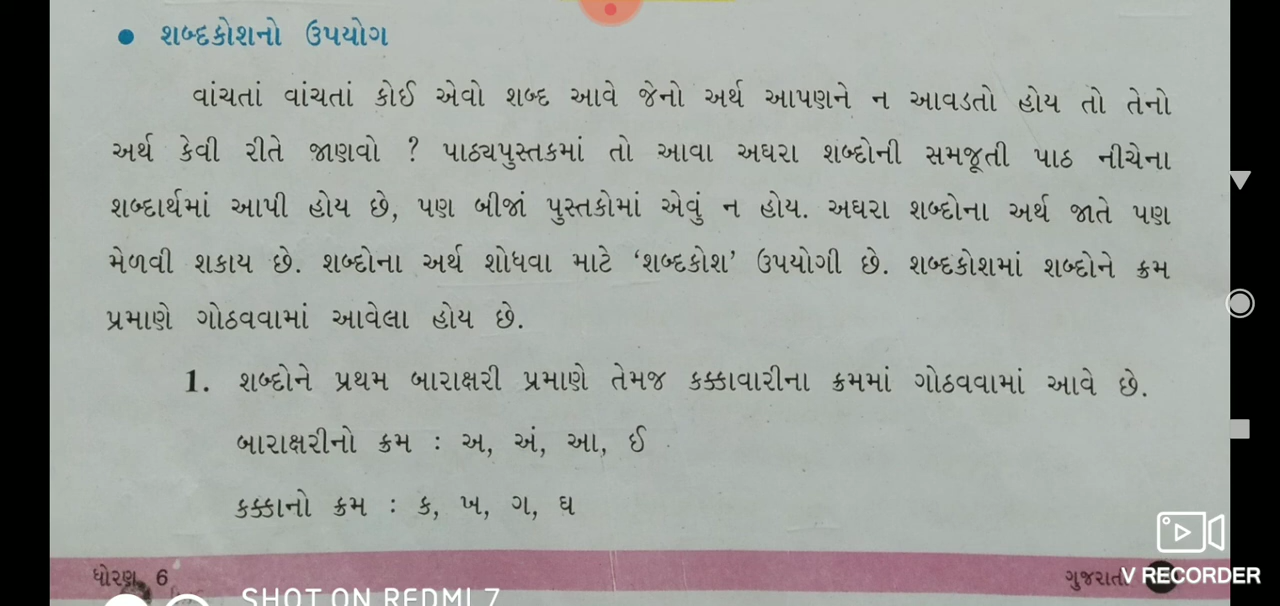 • શબ્દકોશનો ઉપયોગ
વાંચતાં વાંચતાં કોઈ એવો શબ્દ આવે જેનો અર્થ આપણને ન આવડતો હોય તો તેનો
અર્થ કેવી રીતે જાણવો ? પાઠ્યપુસ્તકમાં તો આવા અઘરા શબ્દોની સમજૂતી પાઠ નીચેના
શબ્દાર્થમાં આપી હોય છે, પણ બીજાં પુસ્તકોમાં એવું ન હોય. અઘરા શબ્દોના અર્થ જાતે પણ
મેળવી શકાય છે. શબ્દોના અર્થ શોધવા માટે ‘શબ્દકોશ’ ઉપયોગી છે. શબ્દકોશમાં શબ્દોને ક્રમ
પ્રમાણે ગોઠવવામાં આવેલા હોય છે.
1. શબ્દોને પ્રથમ બારાક્ષરી પ્રમાણે તેમજ કક્કાવારીના ક્રમમાં ગોઠવવામાં આવે છે.
બારાક્ષરીનો ક્રમ : અ, અં, આ, ઈ
કક્કાનો ક્રમ : ક, ખ, ગ, ઘ
ધોરણ 6
V RECORDER
SHOT ON REDMI 7